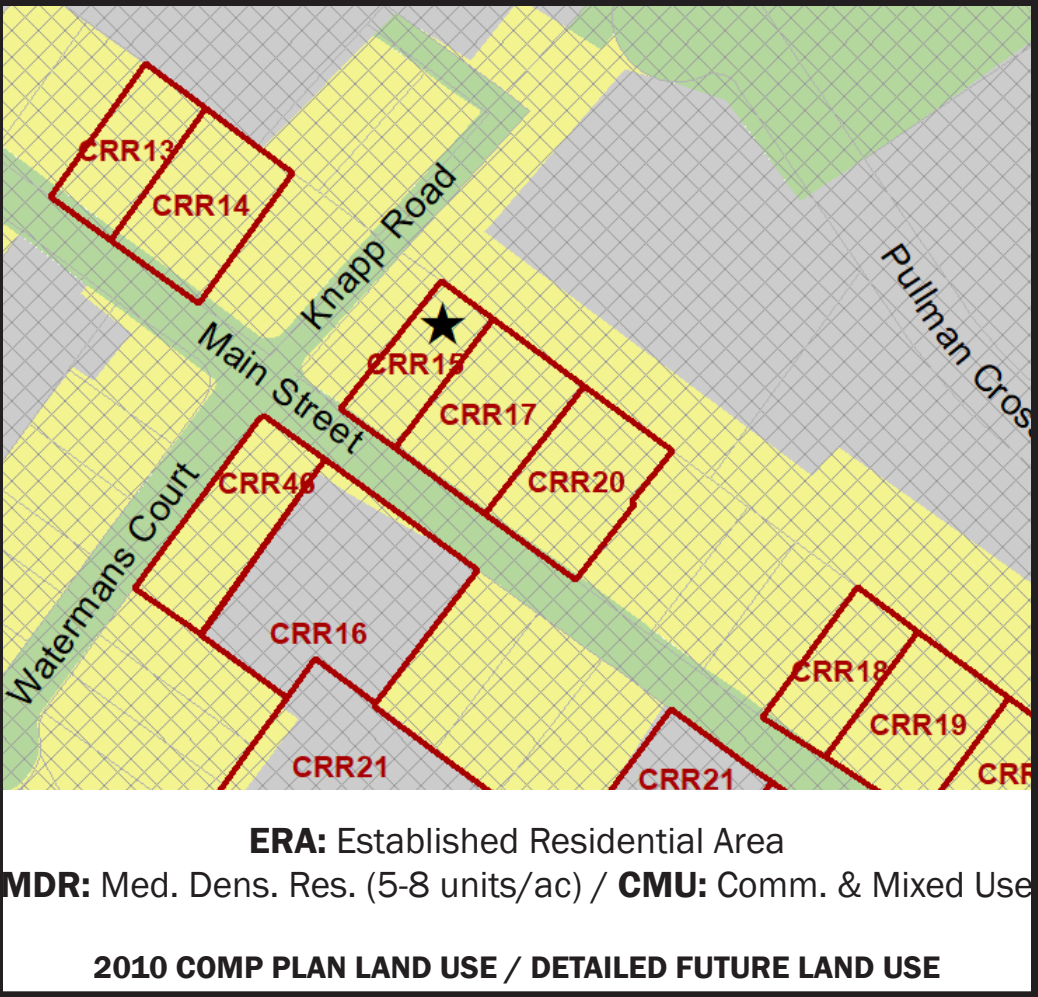 CRR13
CRR14
Knapp Road
Pullman Cros
Main Street
CRR15
CRR17
CRR20
CRR46
Watermans Court
CRR16
CRR18
CRR19
CRR21
CRR21
CRR
ERA: Established Residential Area
MDR: Med. Dens. Res. (5-8 units/ac) / CMU: Comm. & Mixed Use
2010 COMP PLAN LAND USE / DETAILED FUTURE LAND USE